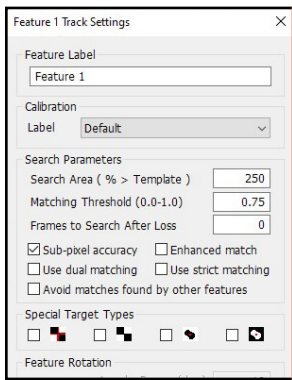 Feature 1 Track Settings
Feature Label
Feature 1
Calibration
Label Default
Search Parameters
Search Area ( % > Template ) 250
Matching Threshold (0.0-1.0) 0.75
Frames to Search After Loss 0
Sub-pixel accuracy Enhanced match
Use dual matching Use strict matching
Avoid matches found by other features
Special Target Types
Feature Rotation